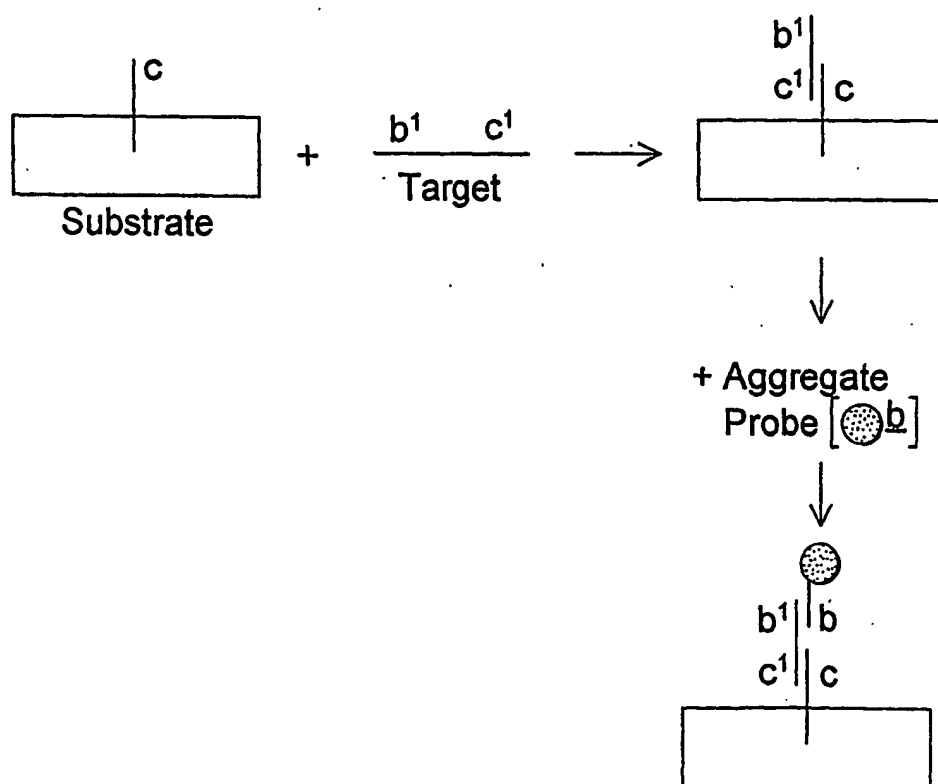 c
Substrate
+
b¹ c¹
Target
b¹
c¹ c
+ Aggregate
Probe [ b ]
b¹ b
c¹ c